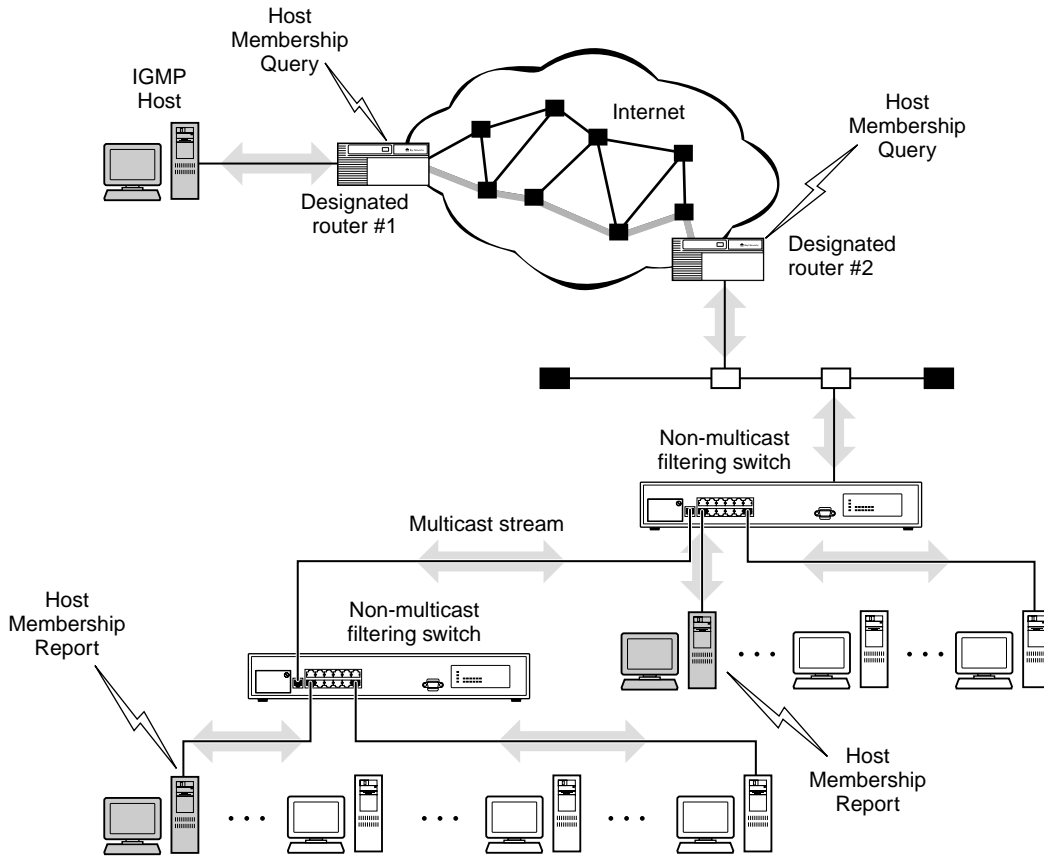 Host
Membership
Query
IGMP
Host
Internet
Host
Membership
Query
Designated
router #1
Designated
router #2
Non-multicast
filtering switch
Multicast stream
Host
Membership
Report
Non-multicast
filtering switch
Host
Membership
Report